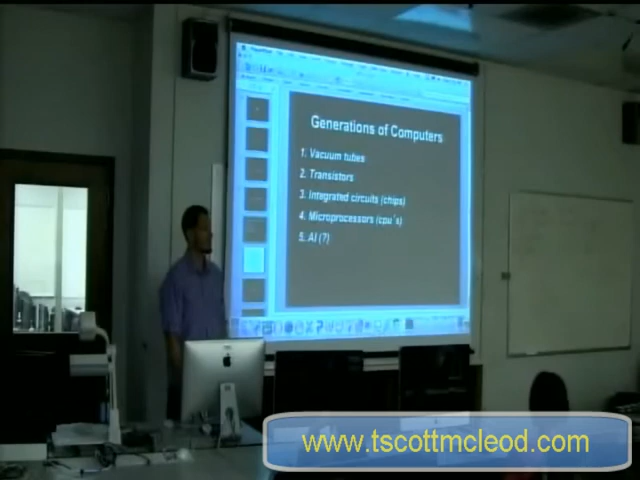 Generations of Computers
1. Vacuum tubes
2. Transistors
3. Integrated circuits (chips)
4. Microprocessors (cpu's)
5. AI (?)
www.tscottmcleod.com